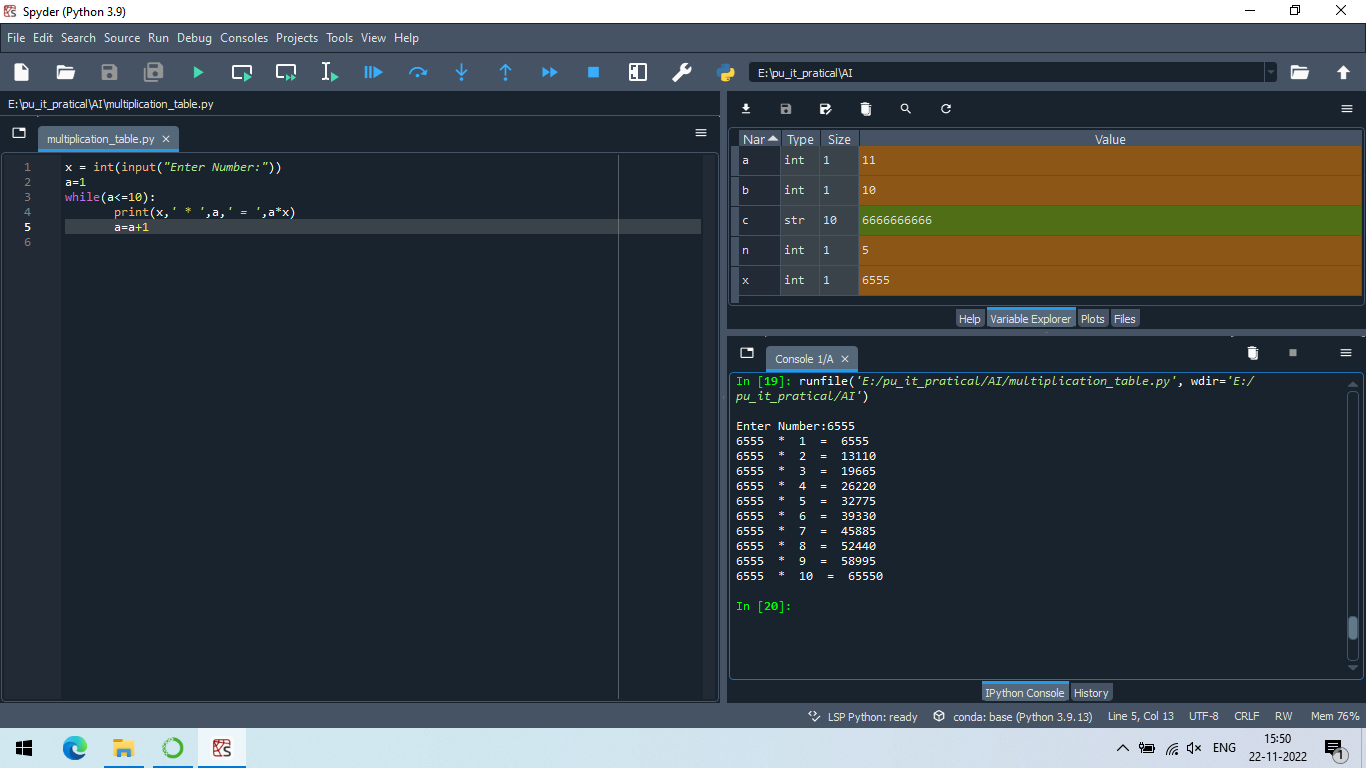 Spyder (Python 3.9)
File Edit Search Source Run Debug Consoles Projects Tools View Help
E:\pu_it_pratical\AI
E:\pu_it_pratical\AI\multiplication_table.py
multiplication_table.py
1 x = int(input("Enter Number:"))
2 a=1
3 while(a<=10):
4 print(x,' * ',a,' = ',a*x)
5 a=a+1
6
Nar Type Size Value
a int 1 11
b int 1 10
c str 10 6666666666
n int 1 5
x int 1 6555
Help Variable Explorer Plots Files
Console 1/A
In [19]: runfile('E:/pu_it_pratical/AI/multiplication_table.py', wdir='E:/
pu_it_pratical/AI')
Enter Number:6555
6555  *  1  =  6555
6555  *  2  =  13110
6555  *  3  =  19665
6555  *  4  =  26220
6555  *  5  =  32775
6555  *  6  =  39330
6555  *  7  =  45885
6555  *  8  =  52440
6555  *  9  =  58995
6555  *  10  =  65550
In [20]:
IPython Console History
LSP Python: ready conda: base (Python 3.9.13) Line 5, Col 13 UTF-8 CRLF RW Mem 76%
ENG
15:50
22-11-2022
1